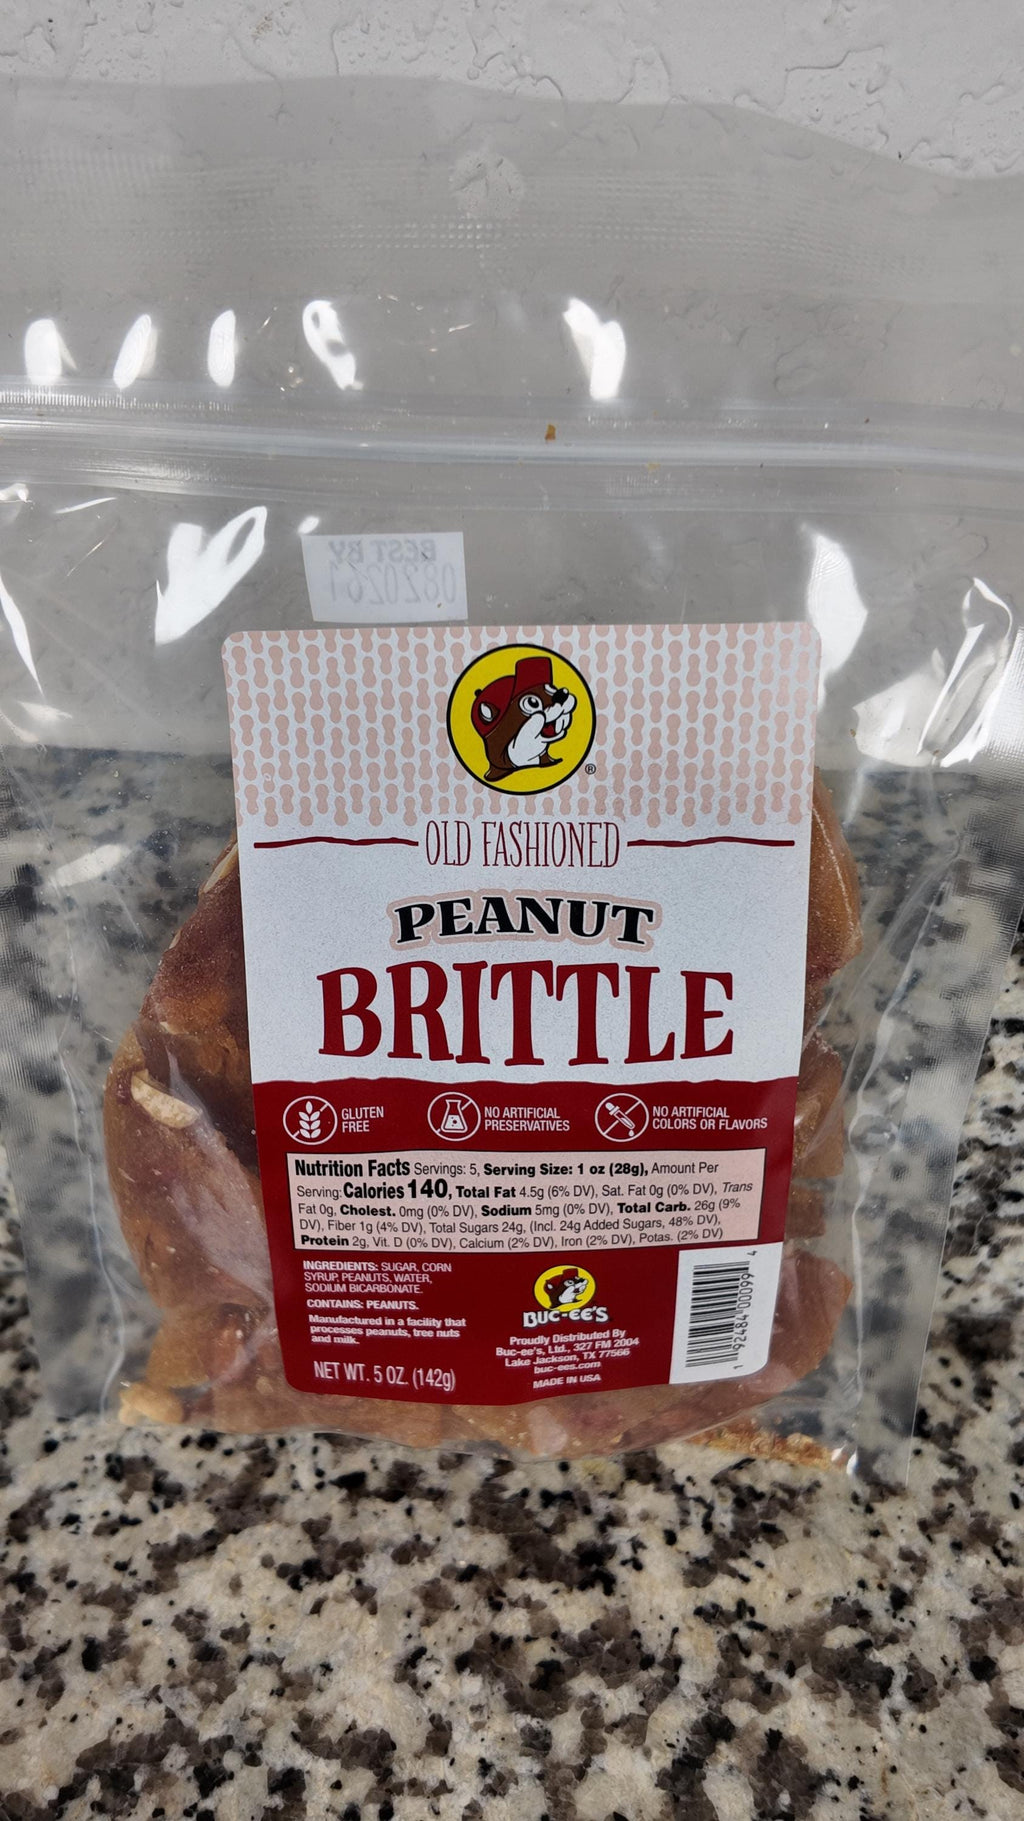 BEST BY
OLD FASHIONED
PEANUT
BRITTLE
GLUTEN
FREE
NO ARTIFICIAL
PRESERVATIVES
NO ARTIFICIAL
COLORS OR FLAVORS
Nutrition Facts Servings: 5, Serving Size: 1 oz (28g), Amount Per
Serving: Calories 140, Total Fat 4.5g (6% DV), Sat. Fat 0g (0% DV), Trans
Fat 0g, Cholest. 0mg (0% DV), Sodium 5mg (0% DV), Total Carb. 26g (9%
DV), Fiber 1g (4% DV), Total Sugars 24g, (Incl. 24g Added Sugars, 48% DV),
Protein 2g, Vit. D (0% DV), Calcium (2% DV), Iron (2% DV), Potas. (2% DV)
INGREDIENTS: SUGAR, CORN
SYRUP, PEANUTS, WATER,
SODIUM BICARBONATE.
CONTAINS: PEANUTS.
Manufactured in a facility that
processes peanuts, tree nuts
and milk.
NET WT. 5 OZ. (142g)
BUC-EE'S
Proudly Distributed By
Buc-ee's, Ltd., 327 FM 2004
Lake Jackson, TX 77566
buc-ees.com
MADE IN USA
1 92484 00099 4